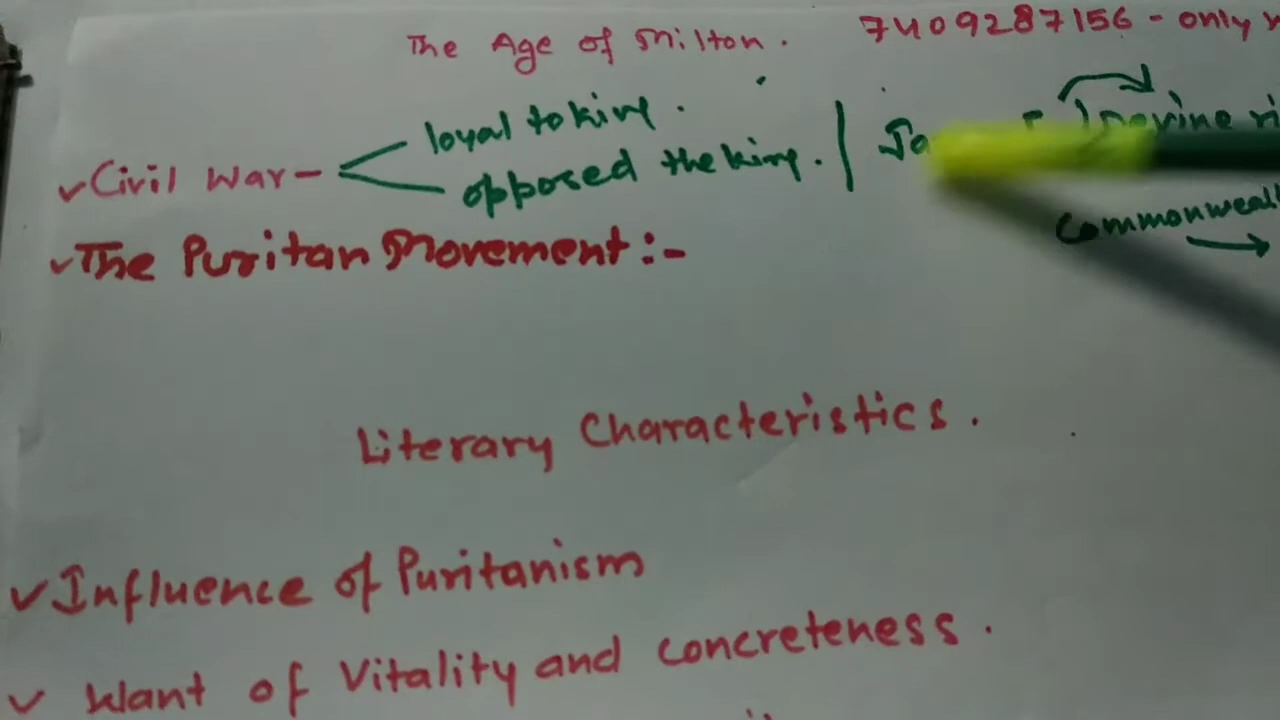 The Age of Milton. 7409287156 - only
loyal to king.
Civil War - opposed the king.
Commonweal
The Puritan Movement :-
Literary Characteristics.
Influence of Puritanism
Want of Vitality and concreteness.